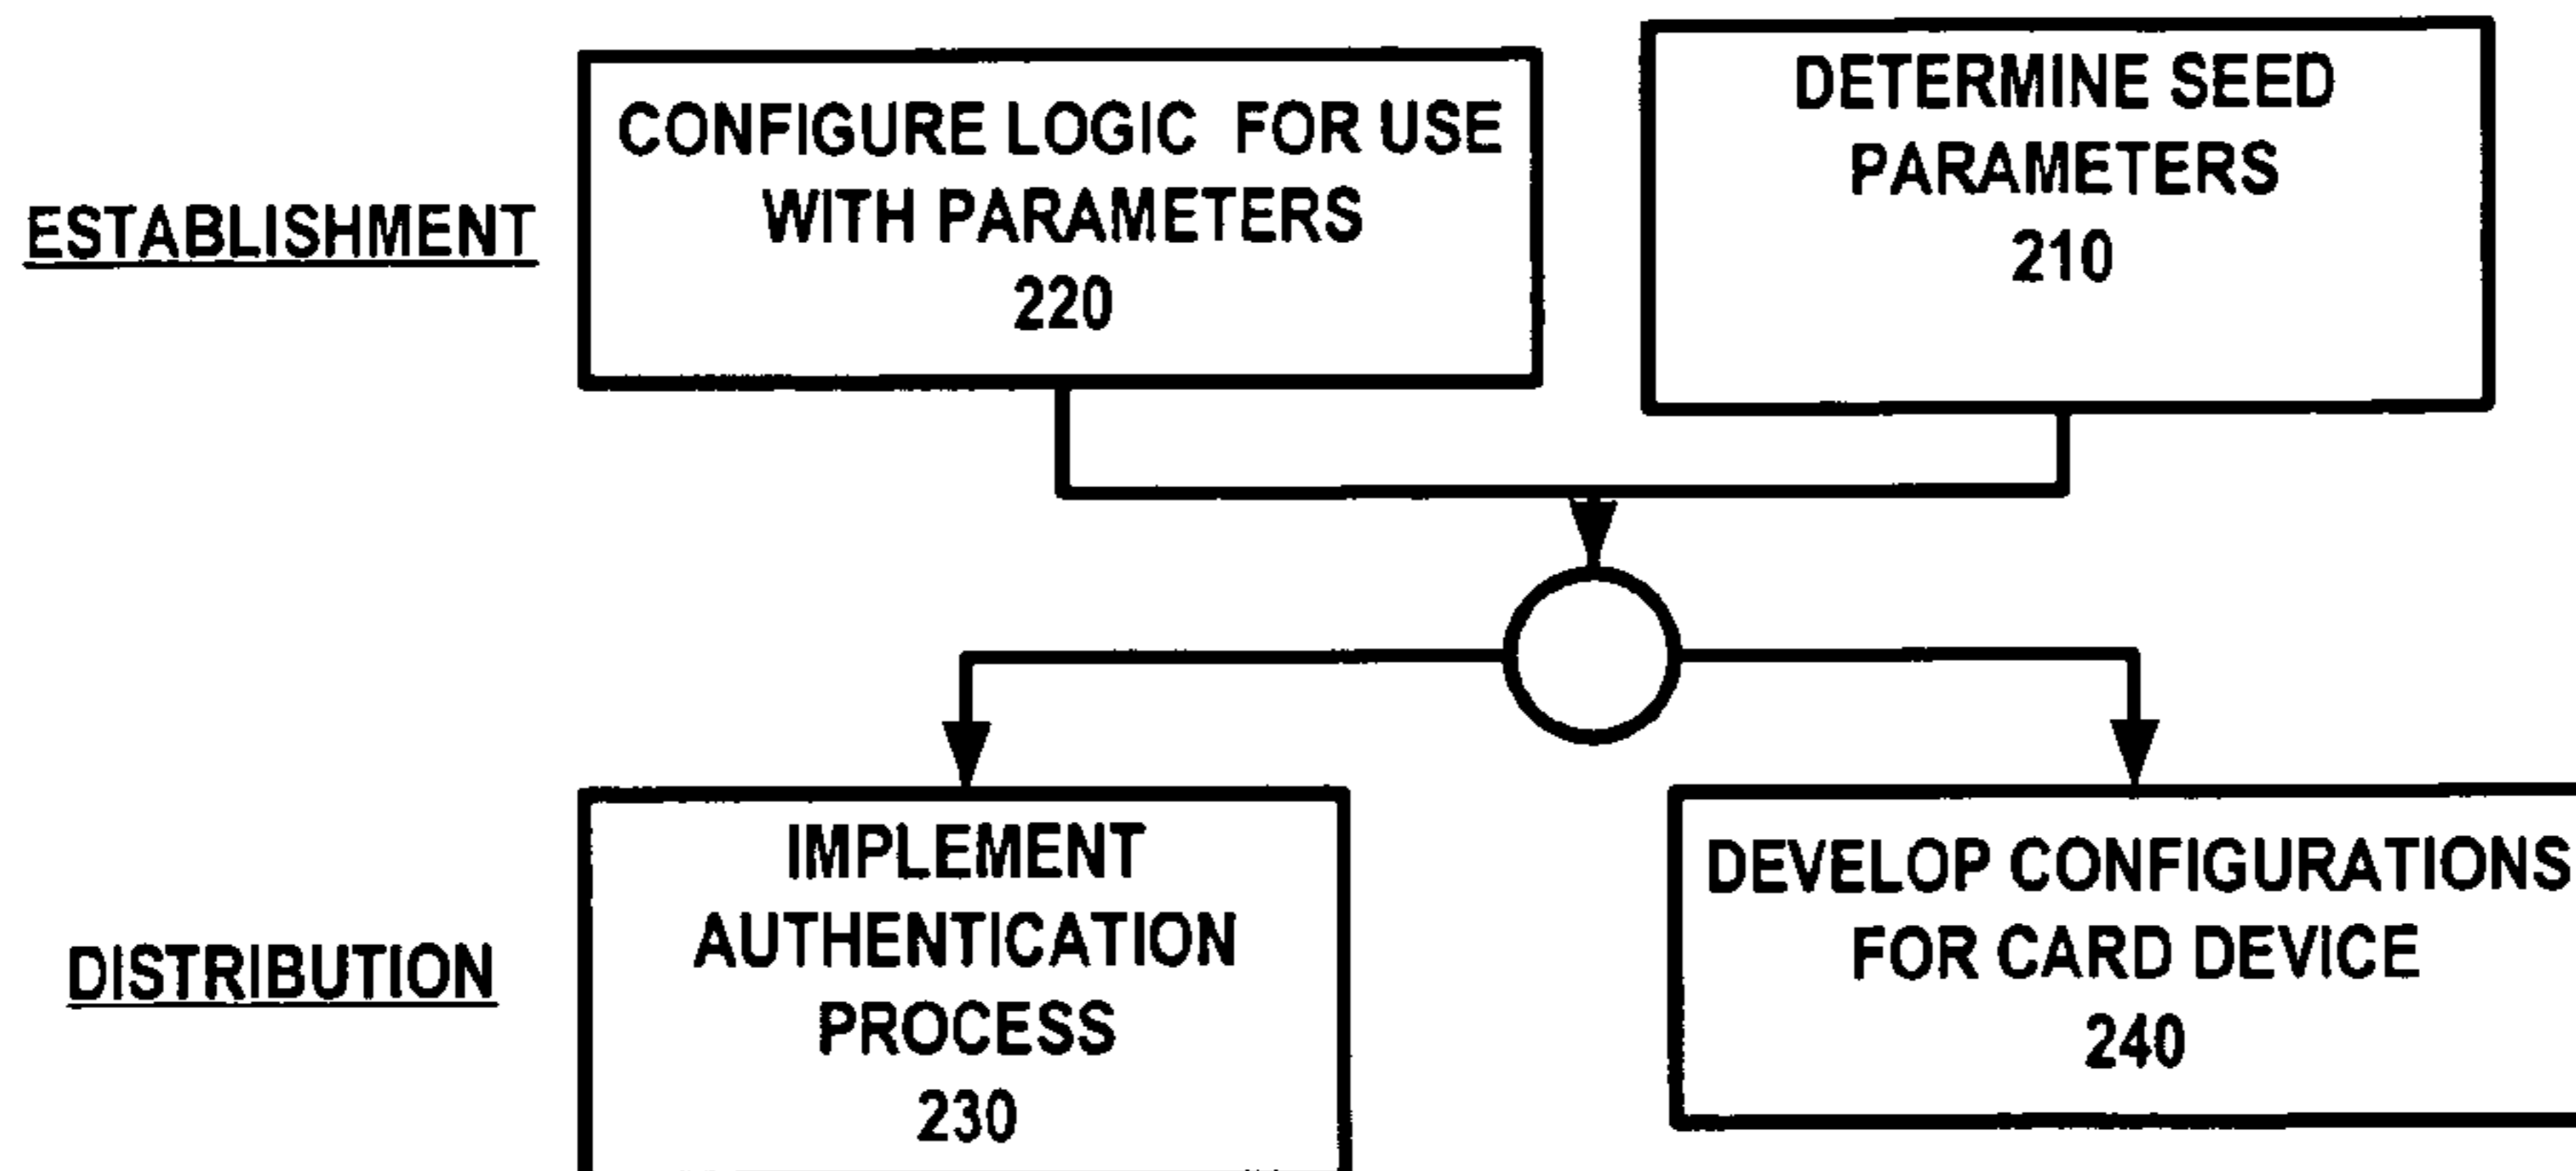 ESTABLISHMENT
CONFIGURE LOGIC FOR USE
WITH PARAMETERS
220
DETERMINE SEED
PARAMETERS
210
DISTRIBUTION
IMPLEMENT
AUTHENTICATION
PROCESS
230
DEVELOP CONFIGURATIONS
FOR CARD DEVICE
240